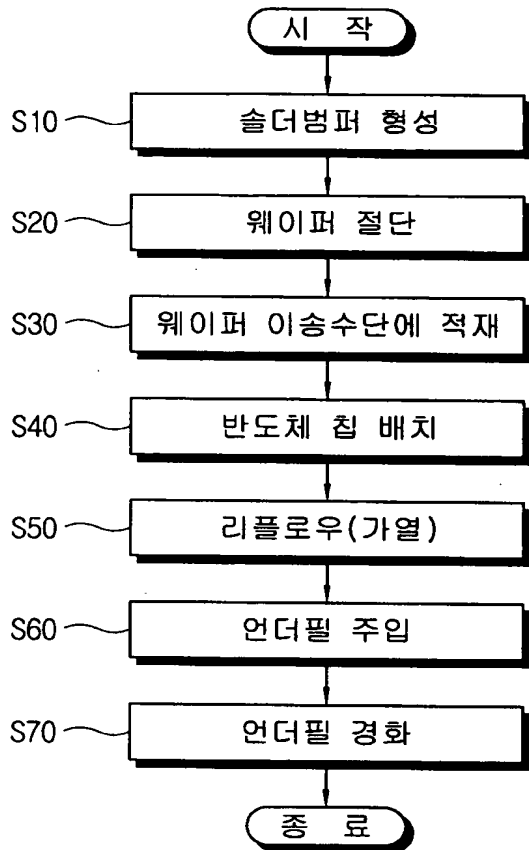 시 작
S10 솔더범퍼 형성
S20 웨이퍼 절단
S30 웨이퍼 이송수단에 적재
S40 반도체 칩 배치
S50 리플로우(가열)
S60 언더필 주입
S70 언더필 경화
종 료